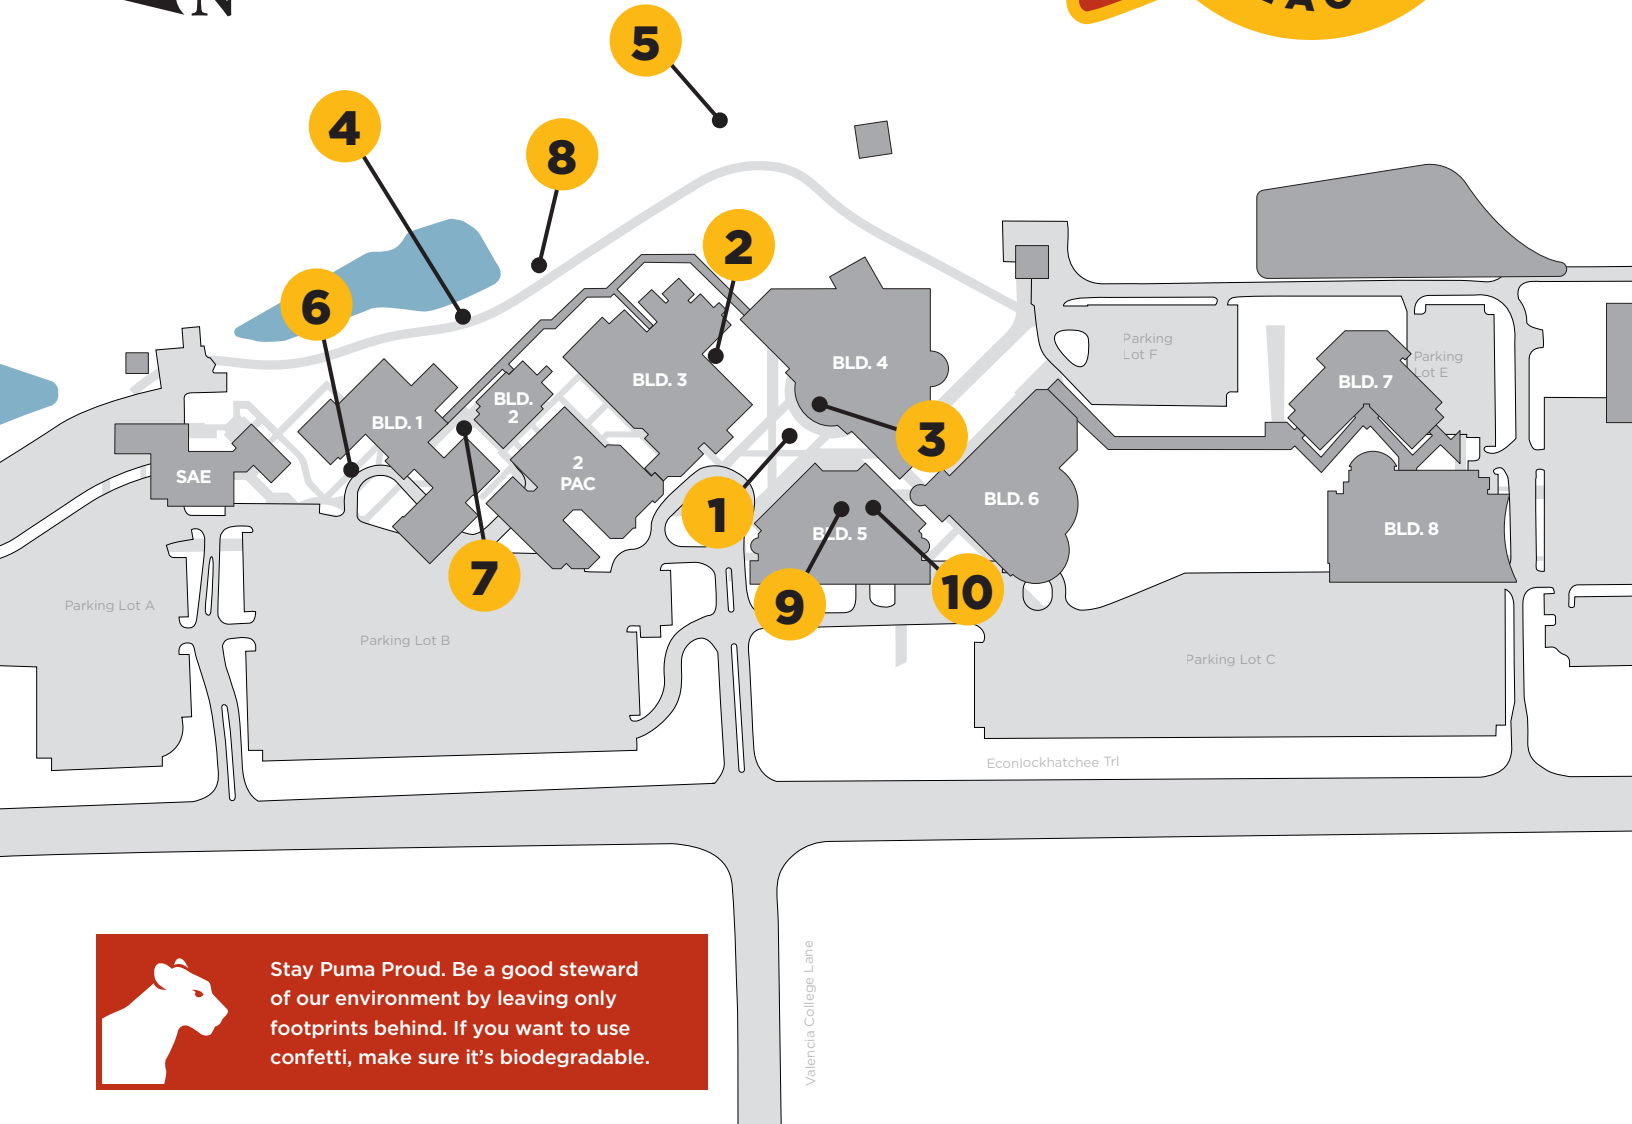 N
5
4
8
2
6
Parking
Lot F
BLD. 4
Parking
Lot E
BLD. 3
BLD. 7
BLD.
2
BLD. 1
3
2
PAC
SAE
BLD. 6
1
BLD. 5
BLD. 8
7
9
10
Parking Lot A
Parking Lot B
Parking Lot C
Econlockhatchee Trl
Valencia College Lane
Stay Puma Proud. Be a good steward
of our environment by leaving only
footprints behind. If you want to use
confetti, make sure it's biodegradable.